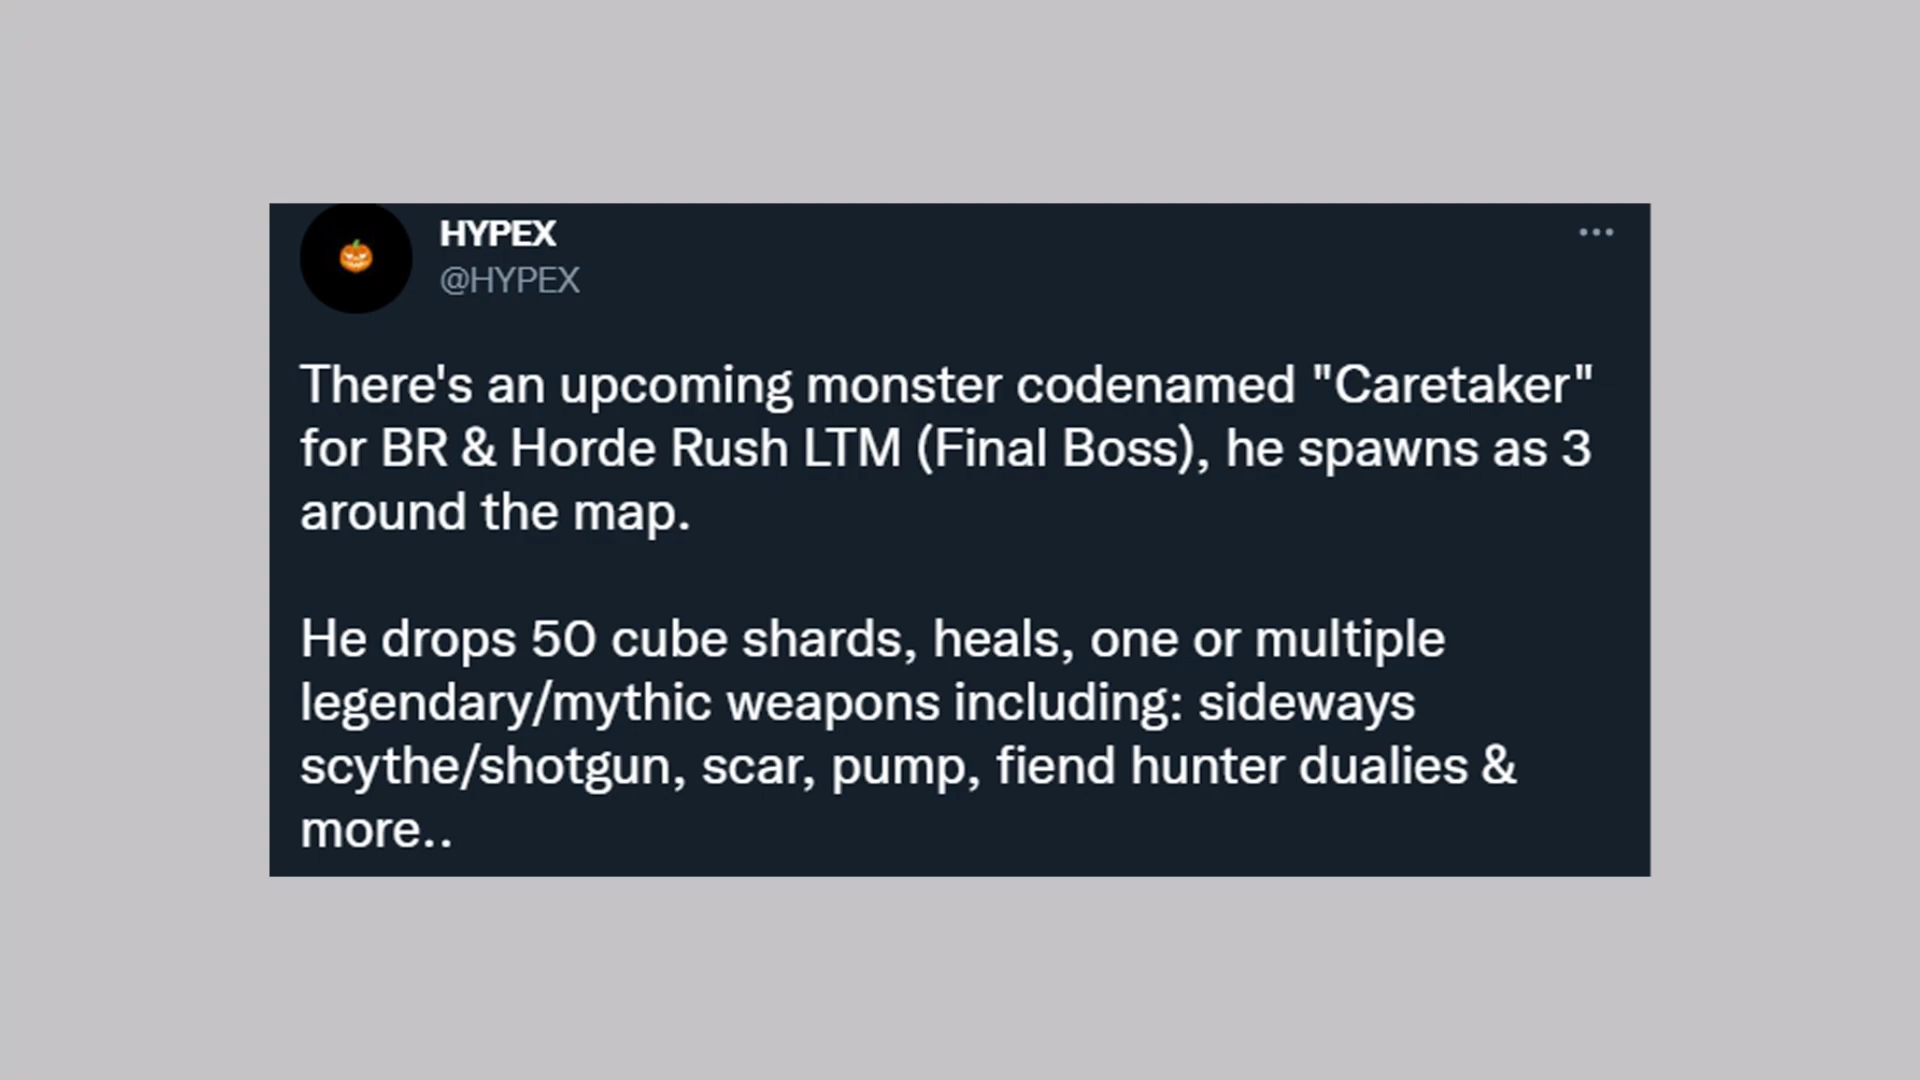 HYPEX
@HYPEX
There's an upcoming monster codenamed "Caretaker"
for BR & Horde Rush LTM (Final Boss), he spawns as 3
around the map.
He drops 50 cube shards, heals, one or multiple
legendary/mythic weapons including: sideways
scythe/shotgun, scar, pump, fiend hunter dualies &
more..